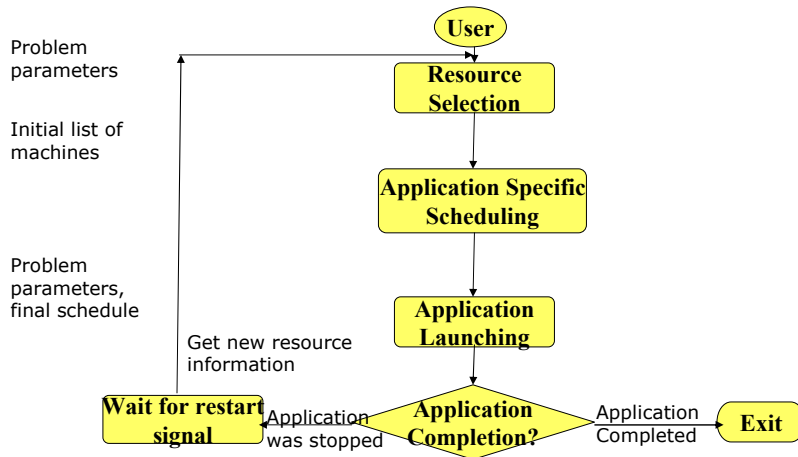 User
Problem
parameters
Resource
Selection
Initial list of
machines
Application Specific
Scheduling
Problem
parameters,
final schedule
Application
Launching
Get new resource
information
Wait for restart
signal
Application
was stopped
Application
Completion?
Application
Completed
Exit